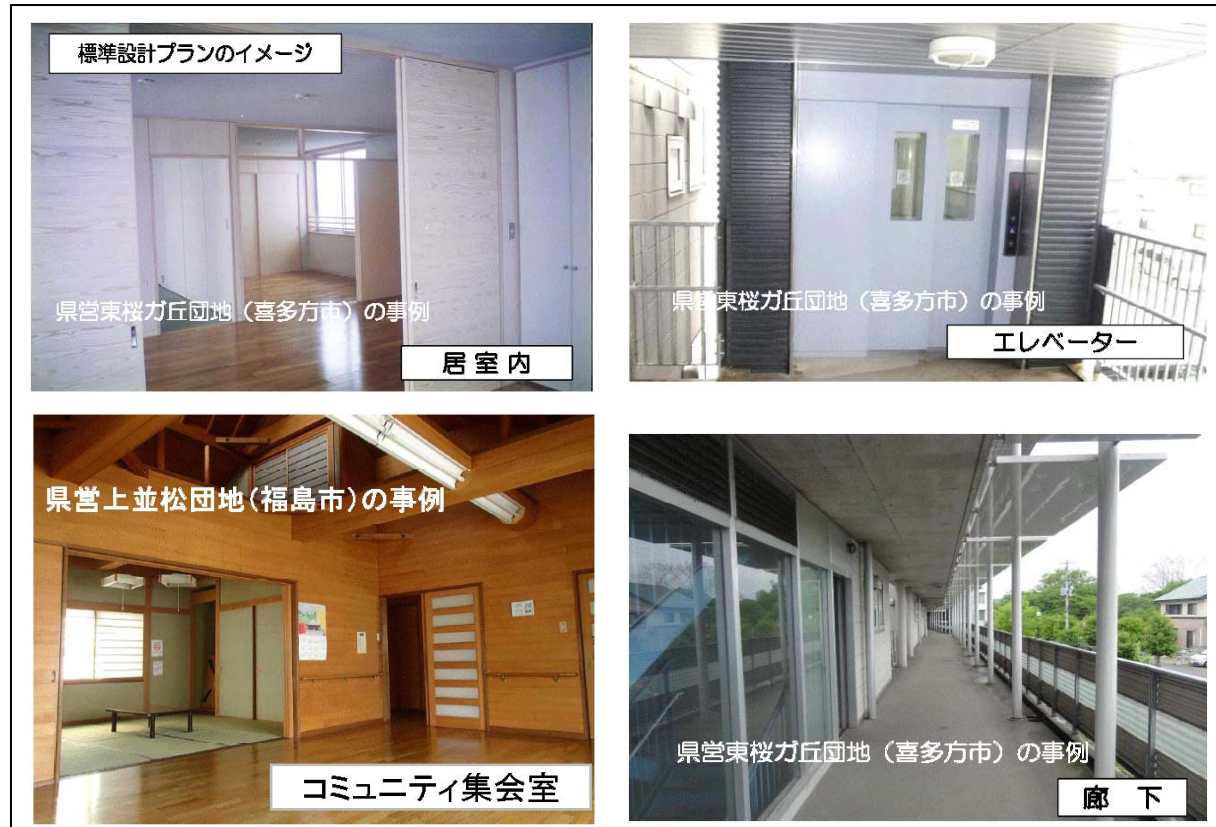 標準設計プランのイメージ
県営東桜ガ丘団地（喜多方市）の事例
居室内
県営東桜ガ丘団地（喜多方市）の事例
エレベーター
県営上並松団地（福島市）の事例
コミュニティ集会室
県営東桜ガ丘団地（喜多方市）の事例
廊　下